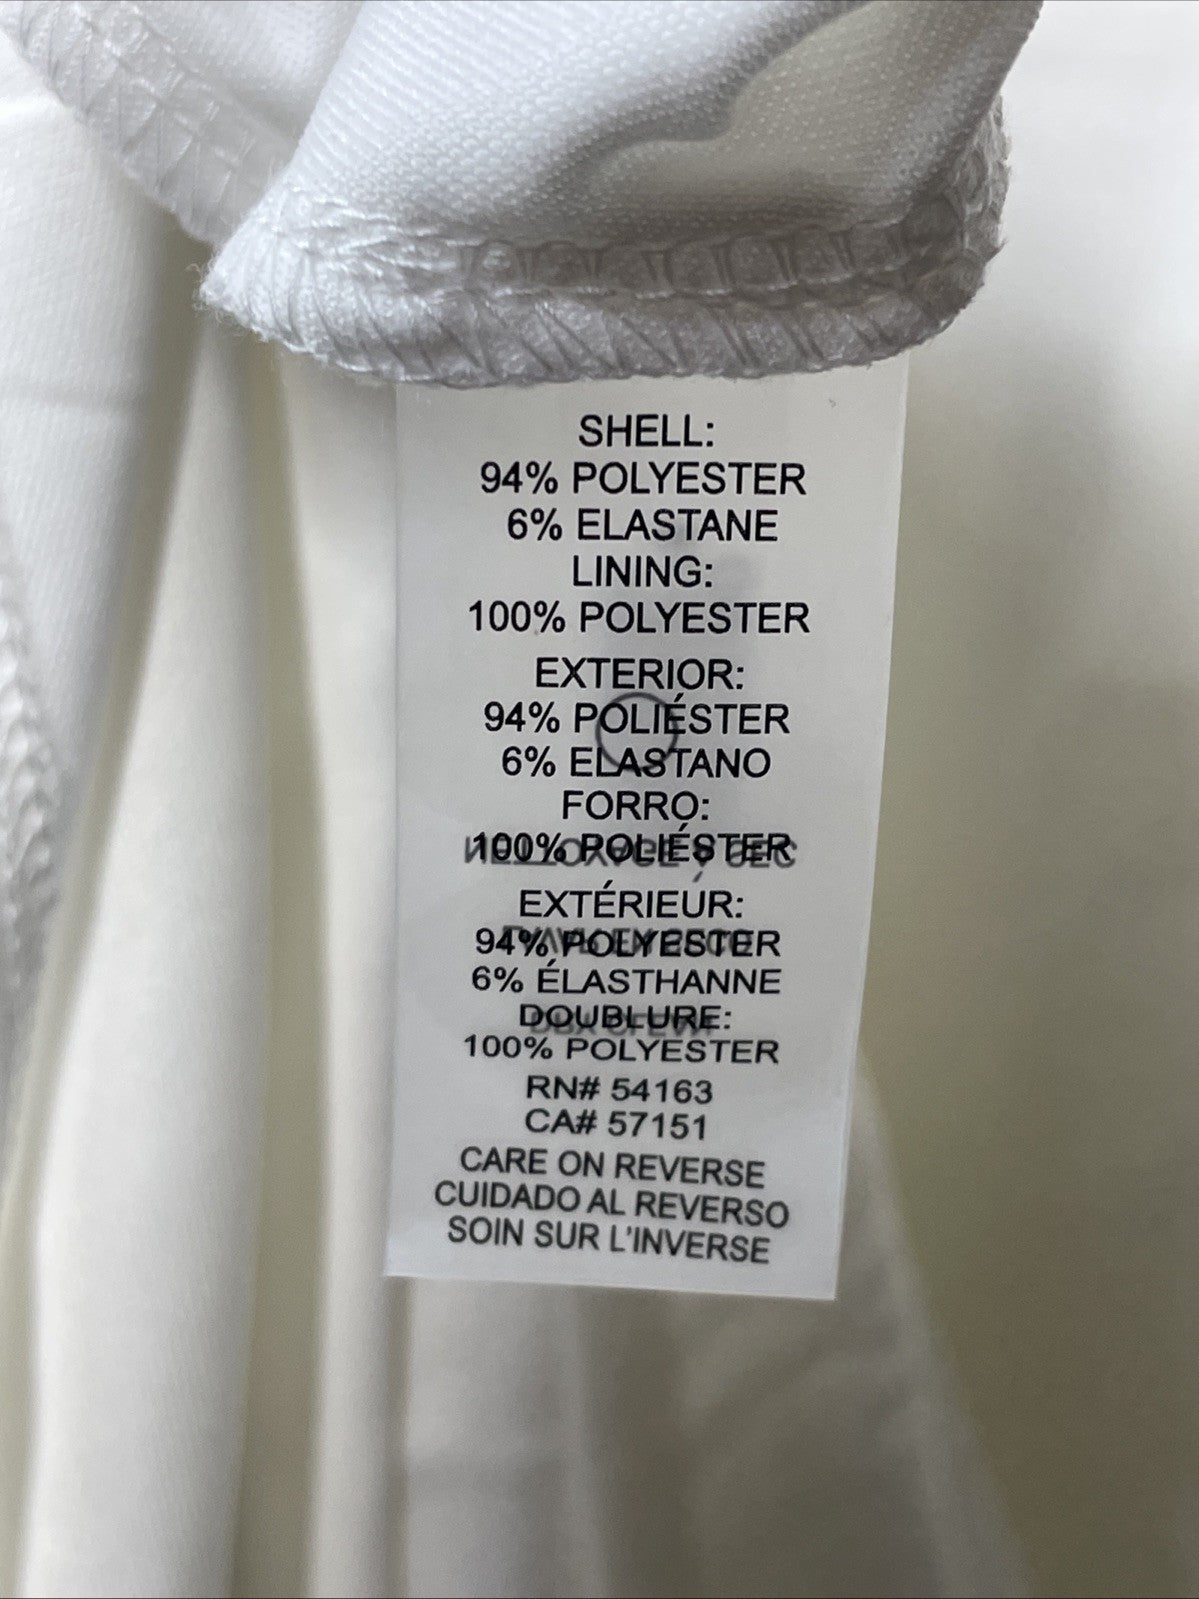 SHELL:
94% POLYESTER
6% ELASTANE
LINING:
100% POLYESTER
EXTERIOR:
94% POLIÉSTER
6% ELASTANO
FORRO:
100% POLIÉSTER
EXTÉRIEUR:
94% POLYESTER
6% ÉLASTHANNE
DOUBLURE:
100% POLYESTER
RN# 54163
CA# 57151
CARE ON REVERSE
CUIDADO AL REVERSO
SOIN SUR L'INVERSE